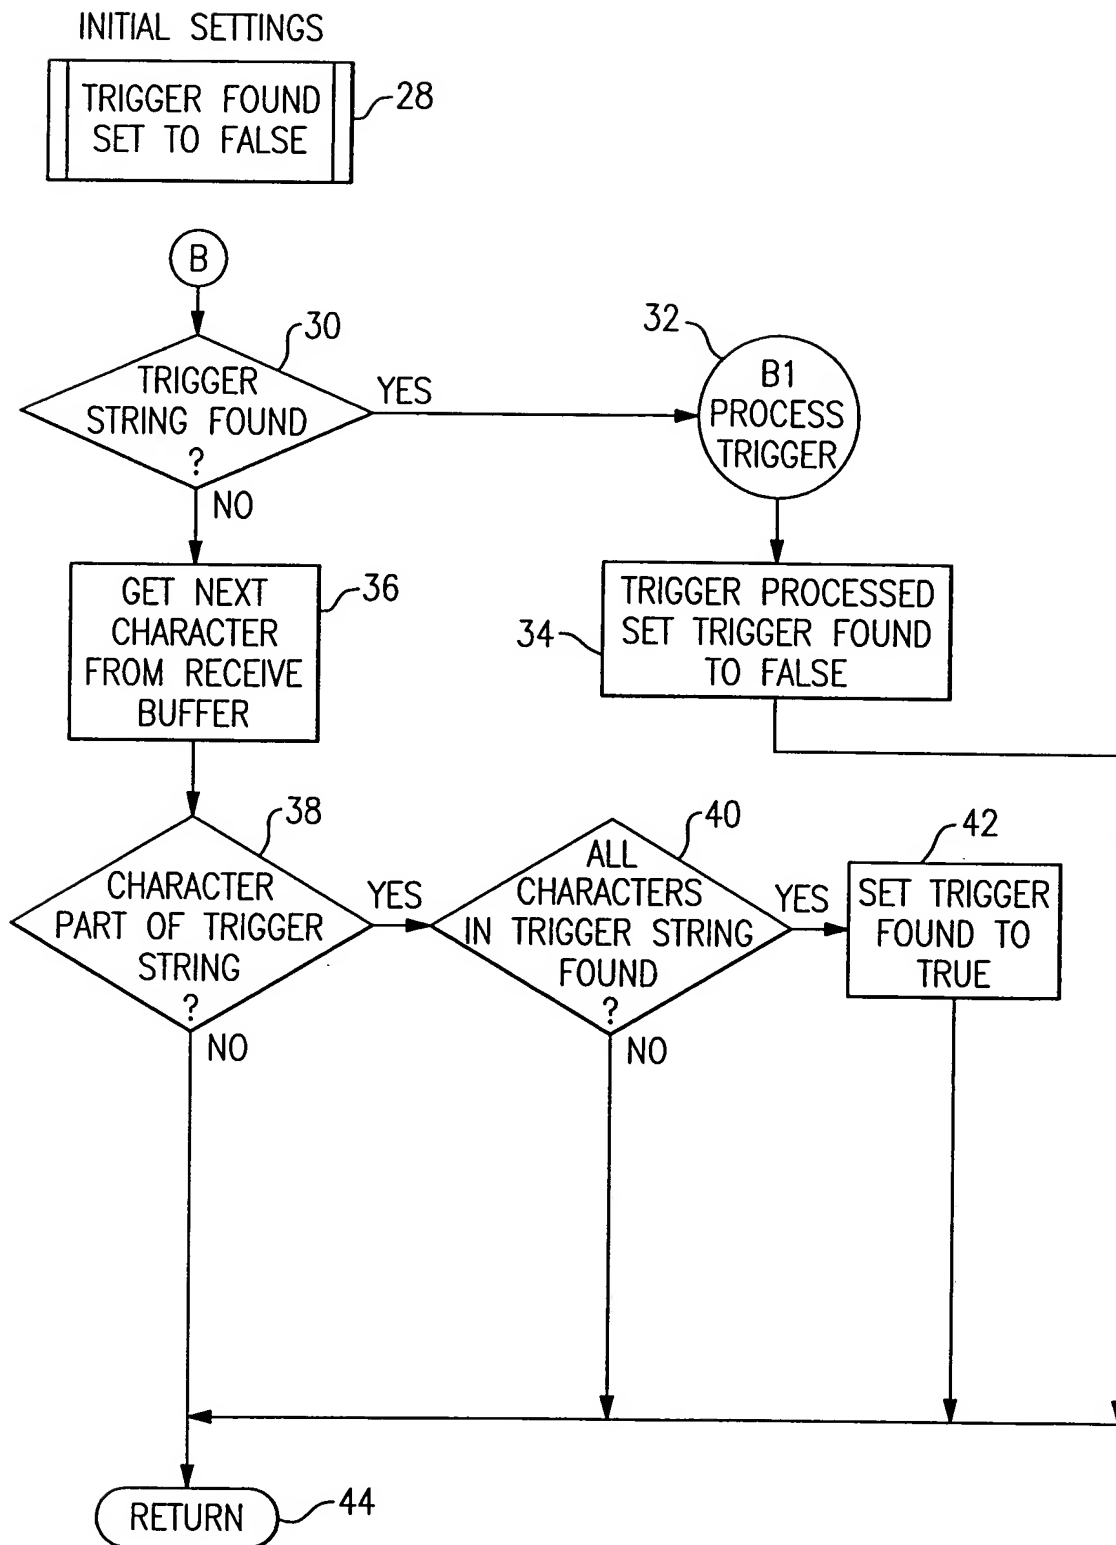 INITIAL SETTINGS
TRIGGER FOUND
SET TO FALSE
28
B
30
TRIGGER
STRING FOUND
?
YES
NO
32
B1
PROCESS
TRIGGER
GET NEXT
CHARACTER
FROM RECEIVE
BUFFER
36
34
TRIGGER PROCESSED
SET TRIGGER FOUND
TO FALSE
38
CHARACTER
PART OF TRIGGER
STRING
?
YES
NO
40
ALL
CHARACTERS
IN TRIGGER STRING
FOUND
?
YES
NO
42
SET TRIGGER
FOUND TO
TRUE
RETURN
44